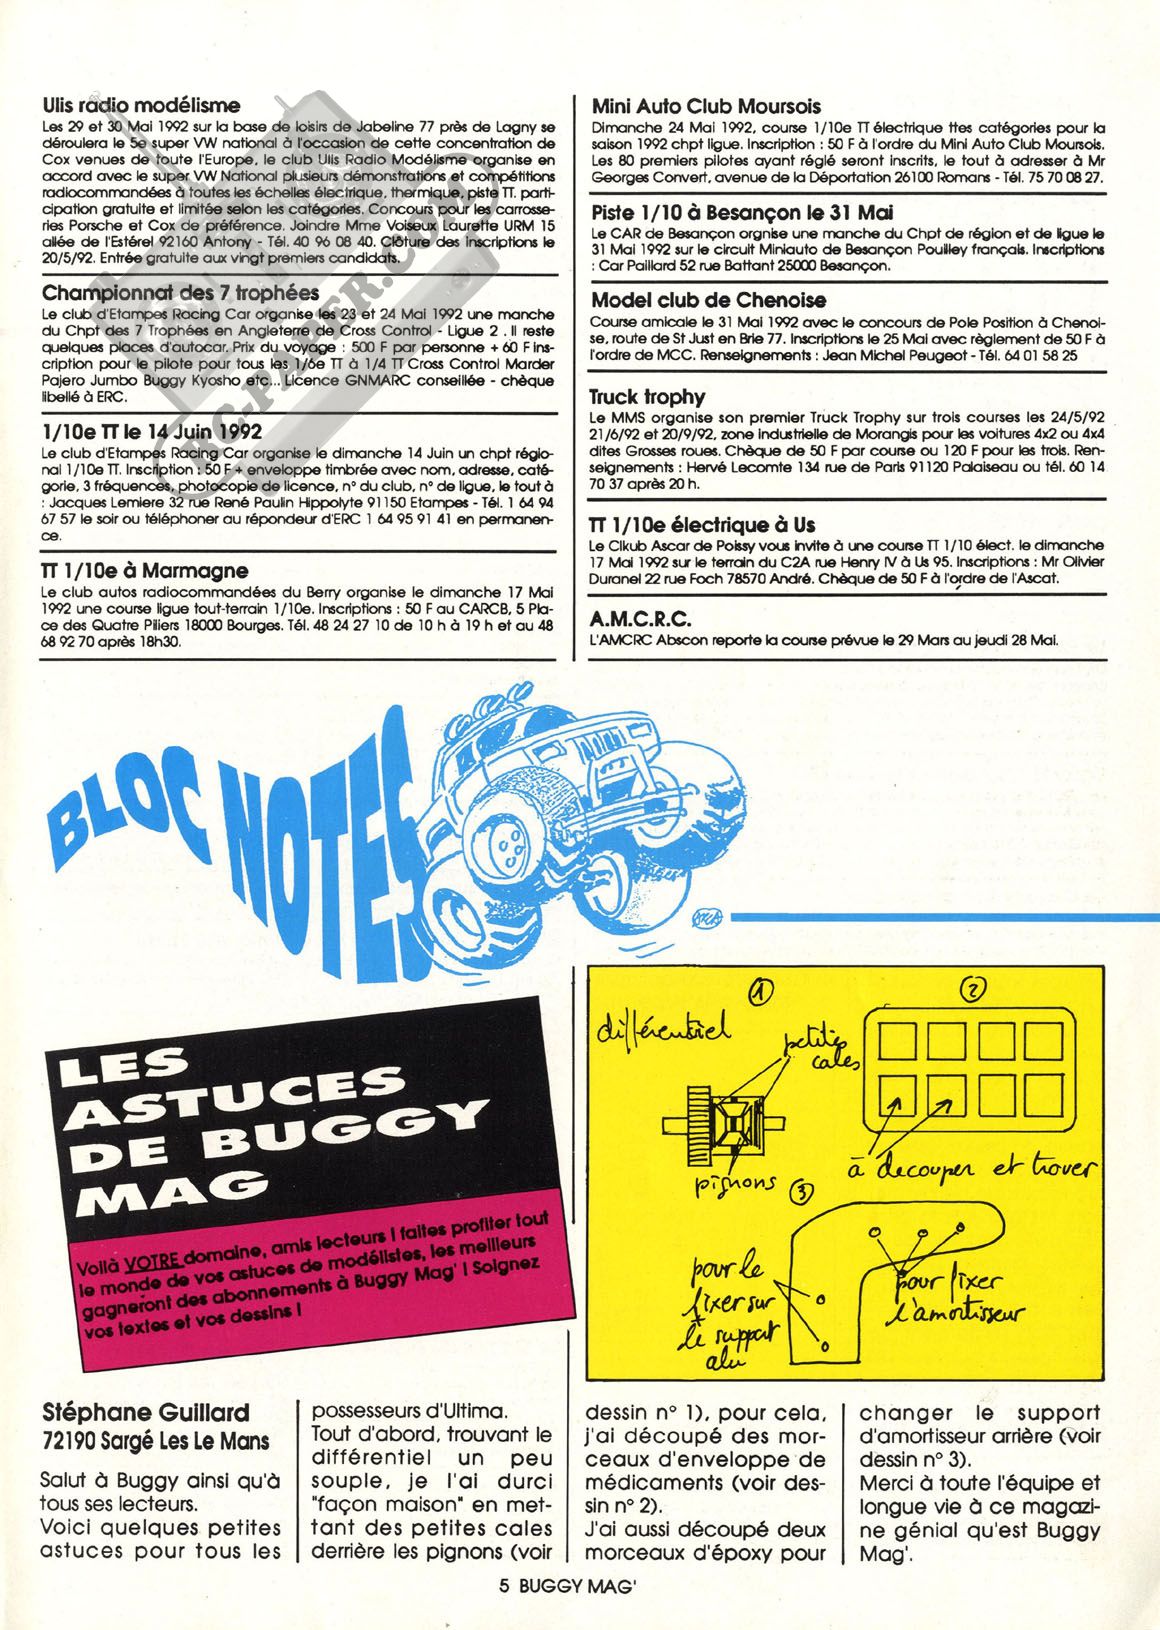 Ulis radio modélisme
Les 29 et 30 Mai 1992 sur la base de loisirs de Jabeline 77 près de Lagny se
déroulera le 5e super VW national à l'occasion de cette concentration de
Cox venues de toute l'Europe, le club Ulis Radio Modélisme organise en
accord avec le super VW National plusieurs démonstrations et compétitions
radiocommandées à toutes les échelles électrique, thermique, piste TT. parti-
cipation gratuite et limitée selon les catégories. Concours pour les carrosse-
ries Porsche et Cox de préférence. Joindre Mme Voiseux Laurette URM 15
allée de l'Estérel 92160 Antony - Tél. 40 96 08 40. Clôture des inscriptions le
20/5/92. Entrée gratuite aux vingt premiers candidats.
Championnat des 7 trophées
Le club d'Etampes Racing Car organise les 23 et 24 Mai 1992 une manche
du Chpt des 7 Trophées en Angleterre de Cross Control - Ligue 2 . Il reste
quelques places d'autocar. Prix du voyage : 500 F par personne + 60 F ins-
cription pour le pilote pour tous les 1/6e TT à 1/4 TT Cross Control Marder
Pajero Jumbo Buggy Kyosho etc... Licence GNMARC conseillée - chèque
libellé à ERC.
1/10e TT le 14 Juin 1992
Le club d'Etampes Racing Car organise le dimanche 14 Juin un chpt régio-
nal 1/10e TT. Inscription : 50 F + enveloppe timbrée avec nom, adresse, caté-
gorie, 3 fréquences, photocopie de licence, n° du club, n° de ligue, le tout à
: Jacques Lemiere 32 rue René Paulin Hippolyte 91150 Etampes - Tél. 1 64 94
67 57 le soir ou téléphoner au répondeur d'ERC 1 64 95 91 41 en permanen-
ce.
TT 1/10e à Marmagne
Le club autos radiocommandées du Berry organise le dimanche 17 Mai
1992 une course ligue tout-terrain 1/10e. Inscriptions : 50 F au CARCB, 5 Pla-
ce des Quatre Piliers 18000 Bourges. Tél. 48 24 27 10 de 10 h à 19 h et au 48
68 92 70 après 18h30.
Mini Auto Club Moursois
Dimanche 24 Mai 1992, course 1/10e TT électrique ttes catégories pour la
saison 1992 chpt ligue. Inscription : 50 F à l'ordre du Mini Auto Club Moursois.
Les 80 premiers pilotes ayant réglé seront inscrits, le tout à adresser à Mr
Georges Convert, avenue de la Déportation 26100 Romans - Tél. 75 70 08 27.
Piste 1/10 à Besançon le 31 Mai
Le CAR de Besançon orgnise une manche du Chpt de région et de ligue le
31 Mai 1992 sur le circuit Miniauto de Besançon Pouilley français. Inscriptions
: Car Paillard 52 rue Battant 25000 Besançon.
Model club de Chenoise
Course amicale le 31 Mai 1992 avec le concours de Pole Position à Chenoi-
se, route de St Just en Brie 77. Inscriptions le 25 Mai avec règlement de 50 F à
l'ordre de MCC. Renseignements : Jean Michel Peugeot - Tél. 64 01 58 25
Truck trophy
Le MMS organise son premier Truck Trophy sur trois courses les 24/5/92
21/6/92 et 20/9/92, zone industrielle de Morangis pour les voitures 4x2 ou 4x4
dites Grosses roues. Chèque de 50 F par course ou 120 F pour les trois. Ren-
seignements : Hervé Lecomte 134 rue de Paris 91120 Palaiseau ou tél. 60 14
70 37 après 20 h.
TT 1/10e électrique à Us
Le Clkub Ascar de Poissy vous invite à une course TT 1/10 élect. le dimanche
17 Mai 1992 sur le terrain du C2A rue Henry IV à Us 95. Inscriptions : Mr Olivier
Duranel 22 rue Foch 78570 André. Chèque de 50 F à l'ordre de l'Ascat.
A.M.C.R.C.
L'AMCRC Abscon reporte la course prévue le 29 Mars au jeudi 28 Mai.
RC-PAPER.COM
BLOC NOTES
LES
ASTUCES
DE BUGGY
MAG
Voilà VOTRE domaine, amis lecteurs ! faites profiter tout
le monde de vos astuces de modélistes, les meilleurs
gagneront des abonnements à Buggy Mag' ! Soignez
vos textes et vos dessins !
1
2
différentiel
petites
cales
pignons
à découper et trouer
3
pour le
fixer sur
le support
alu
pour fixer
l'amortisseur
Stéphane Guillard
72190 Sargé Les Le Mans
Salut à Buggy ainsi qu'à
tous ses lecteurs.
Voici quelques petites
astuces pour tous les
possesseurs d'Ultima.
Tout d'abord, trouvant le
différentiel un peu
souple, je l'ai durci
"façon maison" en met-
tant des petites cales
derrière les pignons (voir
dessin n° 1), pour cela,
j'ai découpé des mor-
ceaux d'enveloppe de
médicaments (voir des-
sin n° 2).
J'ai aussi découpé deux
morceaux d'époxy pour
changer le support
d'amortisseur arrière (voir
dessin n° 3).
Merci à toute l'équipe et
longue vie à ce magazi-
ne génial qu'est Buggy
Mag'.
5 BUGGY MAG'